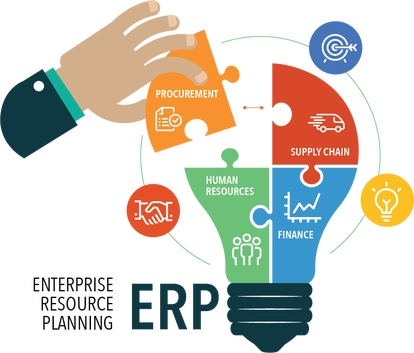 PROCUREMENT
SUPPLY CHAIN
HUMAN
RESOURCES
FINANCE
ENTERPRISE
RESOURCE
PLANNING
ERP